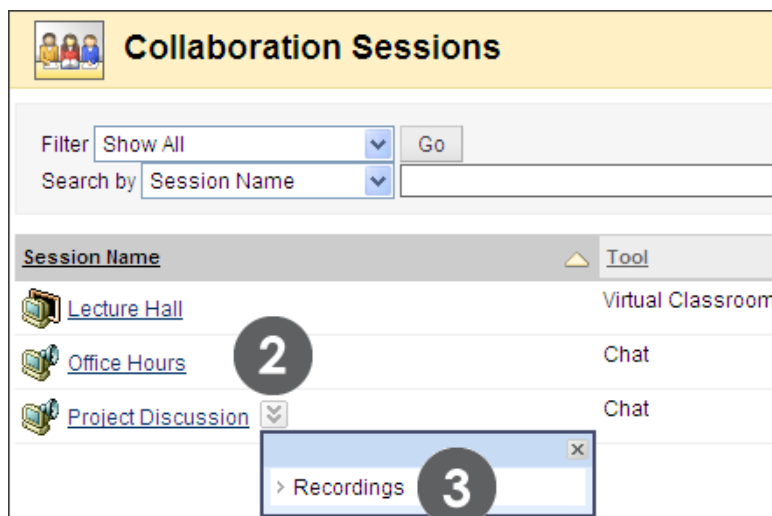 Collaboration Sessions
Filter Show All Go
Search by Session Name
Session Name Tool
Lecture Hall Virtual Classroom
Office Hours 2 Chat
Project Discussion Chat
> Recordings 3